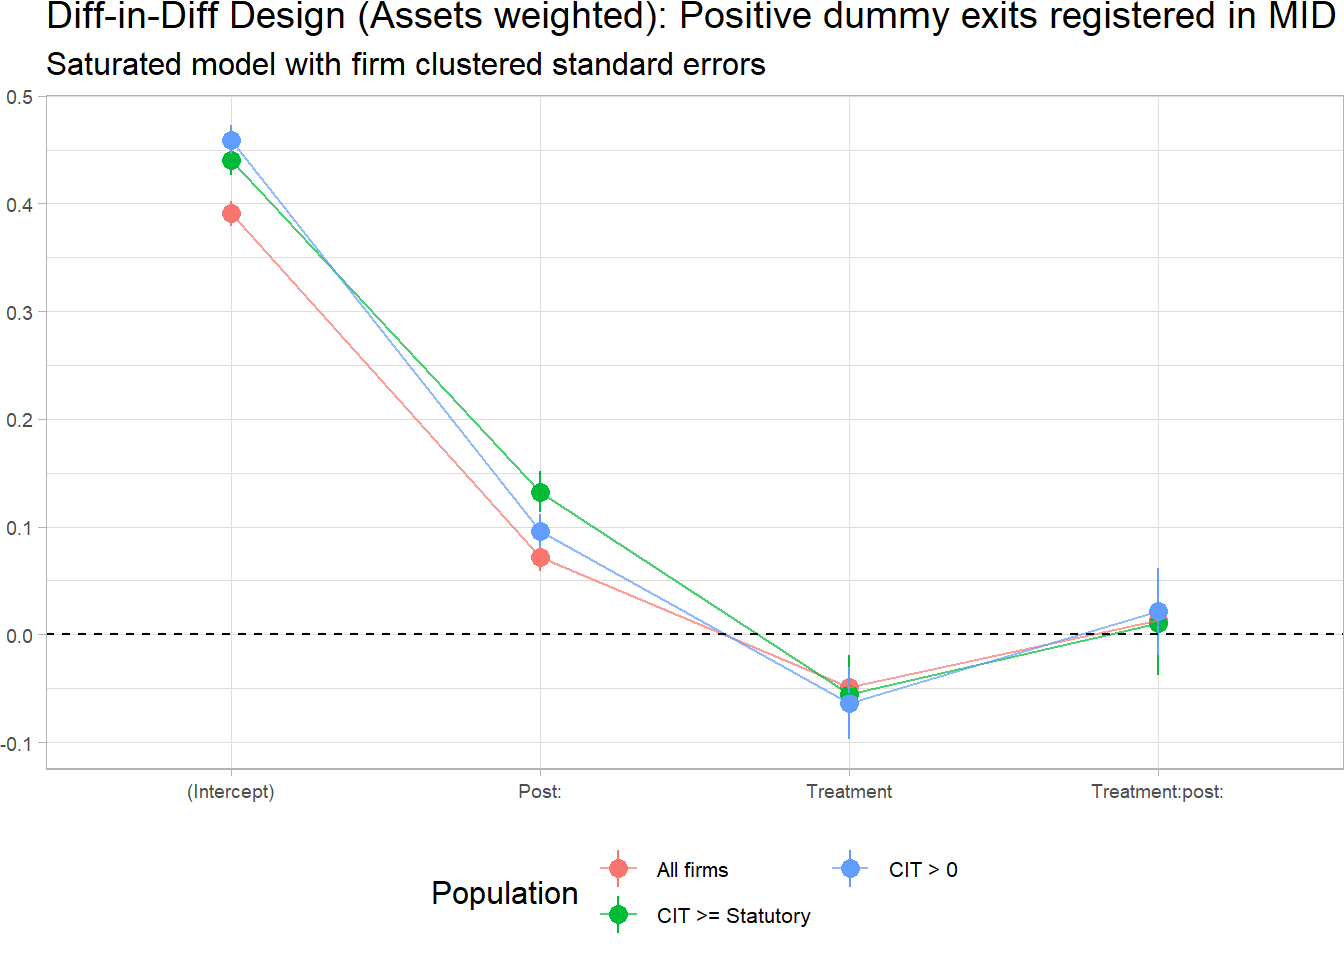 Diff-in-Diff Design (Assets weighted): Positive dummy exits registered in MID
Saturated model with firm clustered standard errors
0.5
0.4
0.3
0.2
0.1
0.0
-0.1
(Intercept)
Post:
Treatment
Treatment:post:
Population
All firms
CIT > 0
CIT >= Statutory